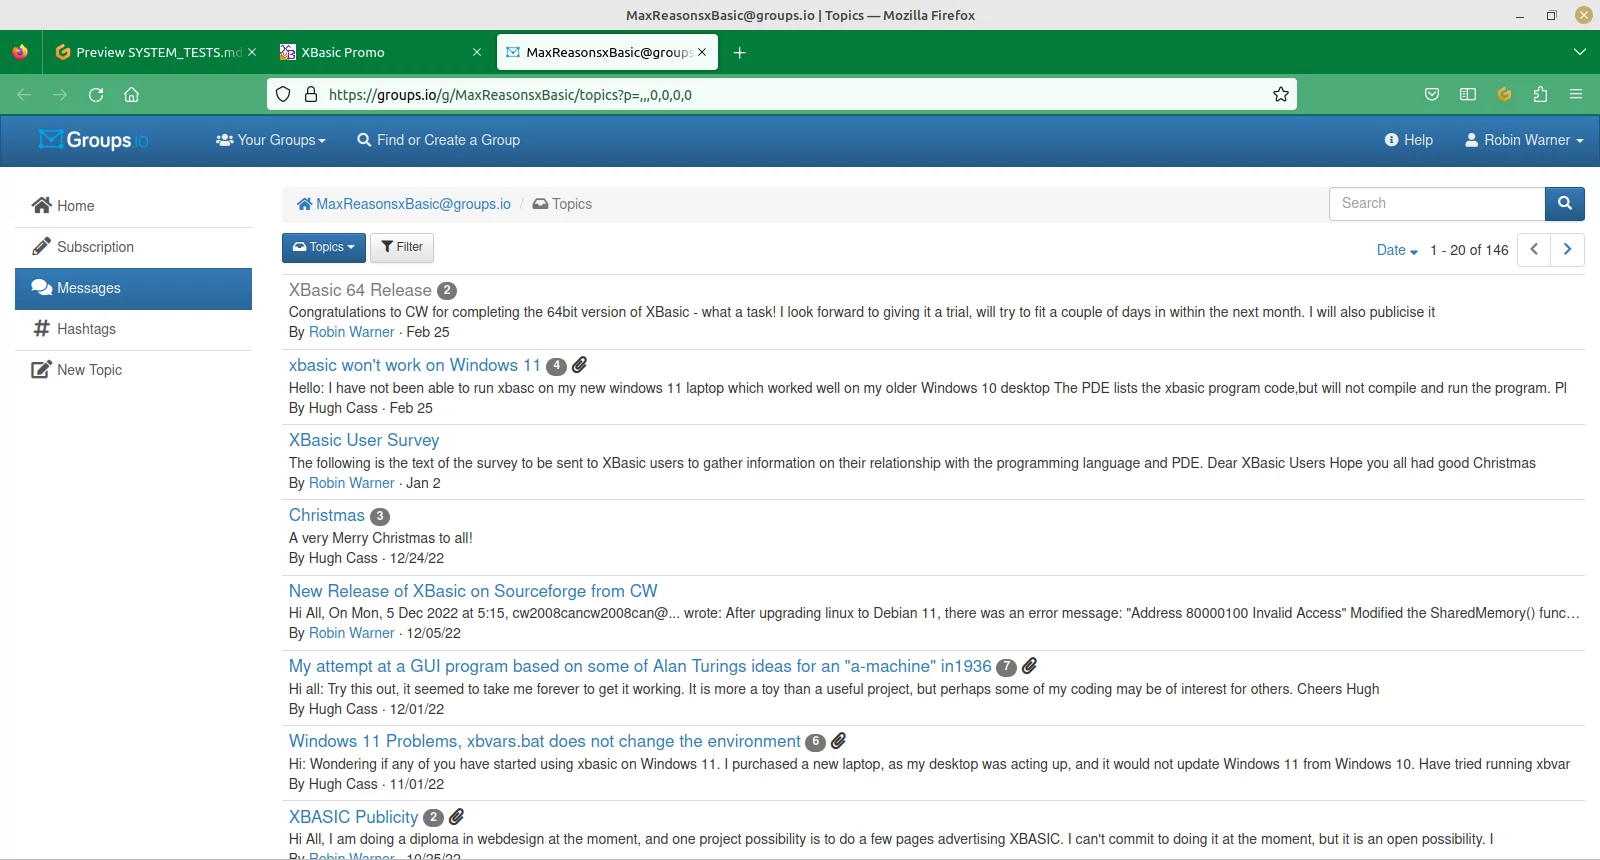 MaxReasonsxBasic@groups.io | Topics — Mozilla Firefox
Preview SYSTEM_TESTS.md
XBasic Promo
MaxReasonsxBasic@groups
https://groups.io/g/MaxReasonsxBasic/topics?p=,,,0,0,0,0
Groups.io
Your Groups
Find or Create a Group
Help
Robin Warner
Home
Subscription
Messages
Hashtags
New Topic
MaxReasonsxBasic@groups.io / Topics
Search
Topics
Filter
Date 1 - 20 of 146
XBasic 64 Release 2
Congratulations to CW for completing the 64bit version of XBasic - what a task! I look forward to giving it a trial, will try to fit a couple of days in within the next month. I will also publicise it
By Robin Warner · Feb 25
xbasic won't work on Windows 11 4
Hello: I have not been able to run xbasc on my new windows 11 laptop which worked well on my older Windows 10 desktop The PDE lists the xbasic program code,but will not compile and run the program. Pl
By Hugh Cass · Feb 25
XBasic User Survey
The following is the text of the survey to be sent to XBasic users to gather information on their relationship with the programming language and PDE. Dear XBasic Users Hope you all had good Christmas
By Robin Warner · Jan 2
Christmas 3
A very Merry Christmas to all!
By Hugh Cass · 12/24/22
New Release of XBasic on Sourceforge from CW
Hi All, On Mon, 5 Dec 2022 at 5:15, cw2008cancw2008can@... wrote: After upgrading linux to Debian 11, there was an error message: "Address 80000100 Invalid Access" Modified the SharedMemory() func...
By Robin Warner · 12/05/22
My attempt at a GUI program based on some of Alan Turings ideas for an "a-machine" in1936 7
Hi all: Try this out, it seemed to take me forever to get it working. It is more a toy than a useful project, but perhaps some of my coding may be of interest for others. Cheers Hugh
By Hugh Cass · 12/01/22
Windows 11 Problems, xbvars.bat does not change the environment 6
Hi: Wondering if any of you have started using xbasic on Windows 11. I purchased a new laptop, as my desktop was acting up, and it would not update Windows 11 from Windows 10. Have tried running xbvar
By Hugh Cass · 11/01/22
XBASIC Publicity 2
Hi All, I am doing a diploma in webdesign at the moment, and one project possibility is to do a few pages advertising XBASIC. I can't commit to doing it at the moment, but it is an open possibility. I
By Robin Warner · 10/25/22